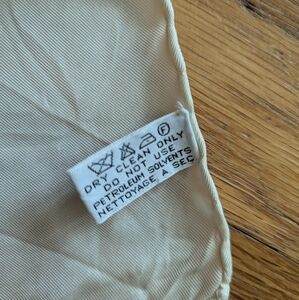 F
DRY CLEAN ONLY
DO NOT USE
PETROLEUM SOLVENTS
NETTOYAGE A SEC